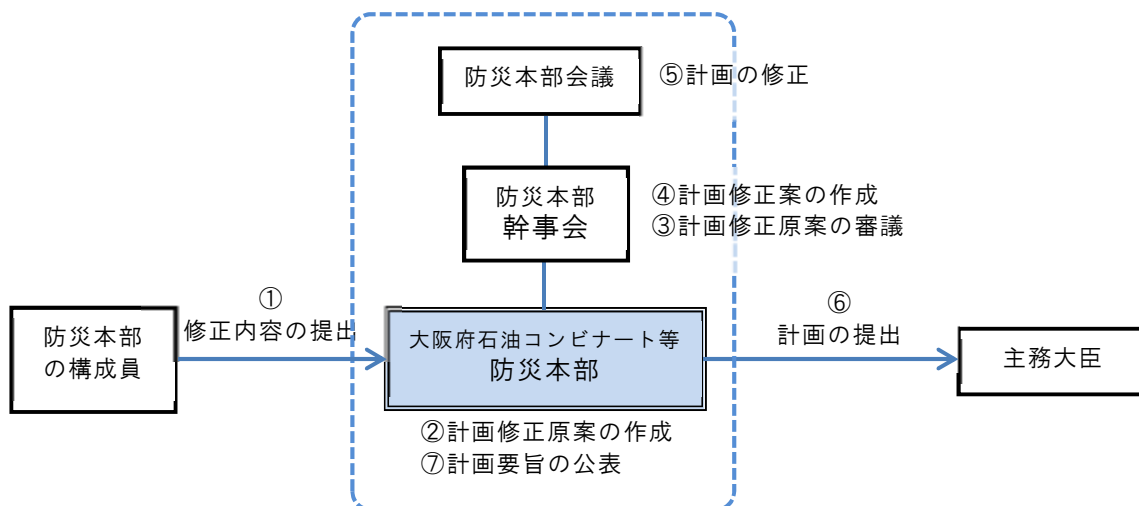 防災本部会議
⑤計画の修正
防災本部
幹事会
④計画修正案の作成
③計画修正原案の審議
①
修正内容の提出
防災本部
の構成員
大阪府石油コンビナート等
防災本部
⑥
計画の提出
主務大臣
②計画修正原案の作成
⑦計画要旨の公表